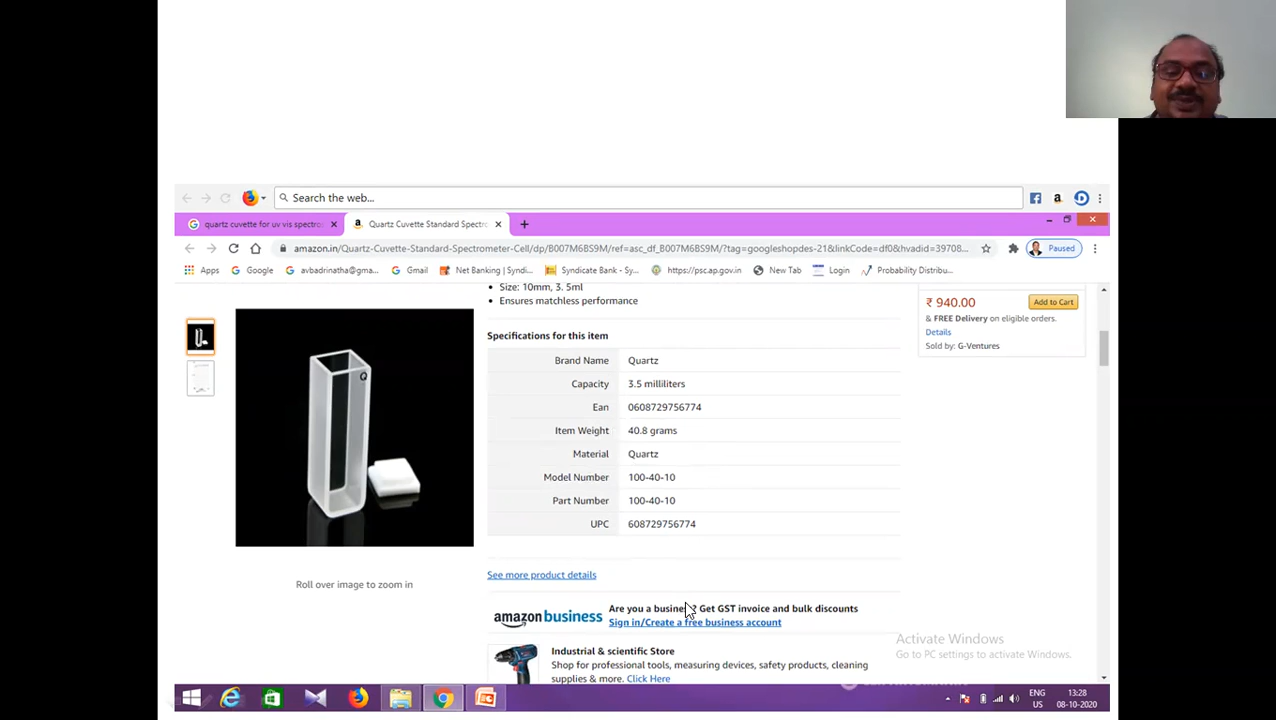 Search the web...
quartz cuvette for uv vis spectro
Quartz Cuvette Standard Spectro
amazon.in/Quartz-Cuvette-Standard-Spectrometer-Cell/dp/B007M6BS9M/ref=asc_df_B007M6BS9M/?tag=googleshopdes-21&linkCode=df0&hvadid=39708...
Paused
Apps
Google
avbadrinatha@gma...
Gmail
Net Banking | Syndi...
Syndicate Bank - Sy...
https://psc.ap.gov.in
New Tab
Login
Probability Distribu...
Size: 10mm, 3. 5ml
Ensures matchless performance
Specifications for this item
Brand Name Quartz
Capacity 3.5 milliliters
Ean 0608729756774
Item Weight 40.8 grams
Material Quartz
Model Number 100-40-10
Part Number 100-40-10
UPC 608729756774
₹ 940.00
Add to Cart
& FREE Delivery on eligible orders.
Details
Sold by: G-Ventures
Q
Roll over image to zoom in
See more product details
amazon business
Are you a business? Get GST invoice and bulk discounts
Sign in/Create a free business account
Industrial & scientific Store
Shop for professional tools, measuring devices, safety products, cleaning
supplies & more. Click Here
Activate Windows
Go to PC settings to activate Windows.
ENG
US
13:28
08-10-2020